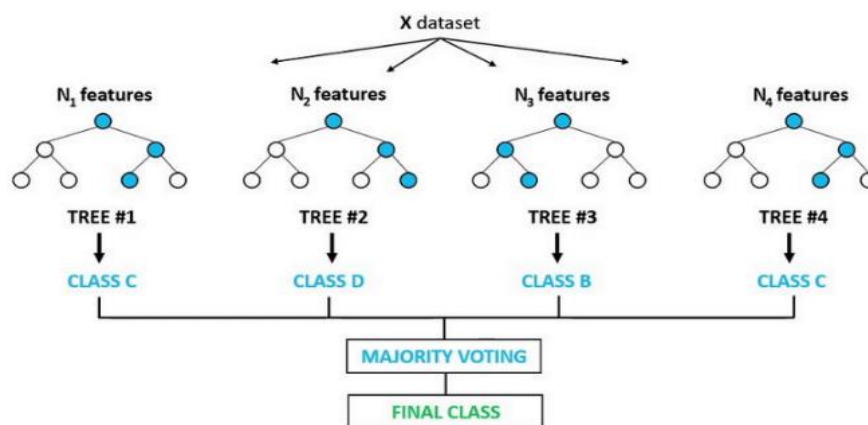 X dataset
N₁ features
N₂ features
N₃ features
N₄ features
TREE #1
TREE #2
TREE #3
TREE #4
CLASS C
CLASS D
CLASS B
CLASS C
MAJORITY VOTING
FINAL CLASS